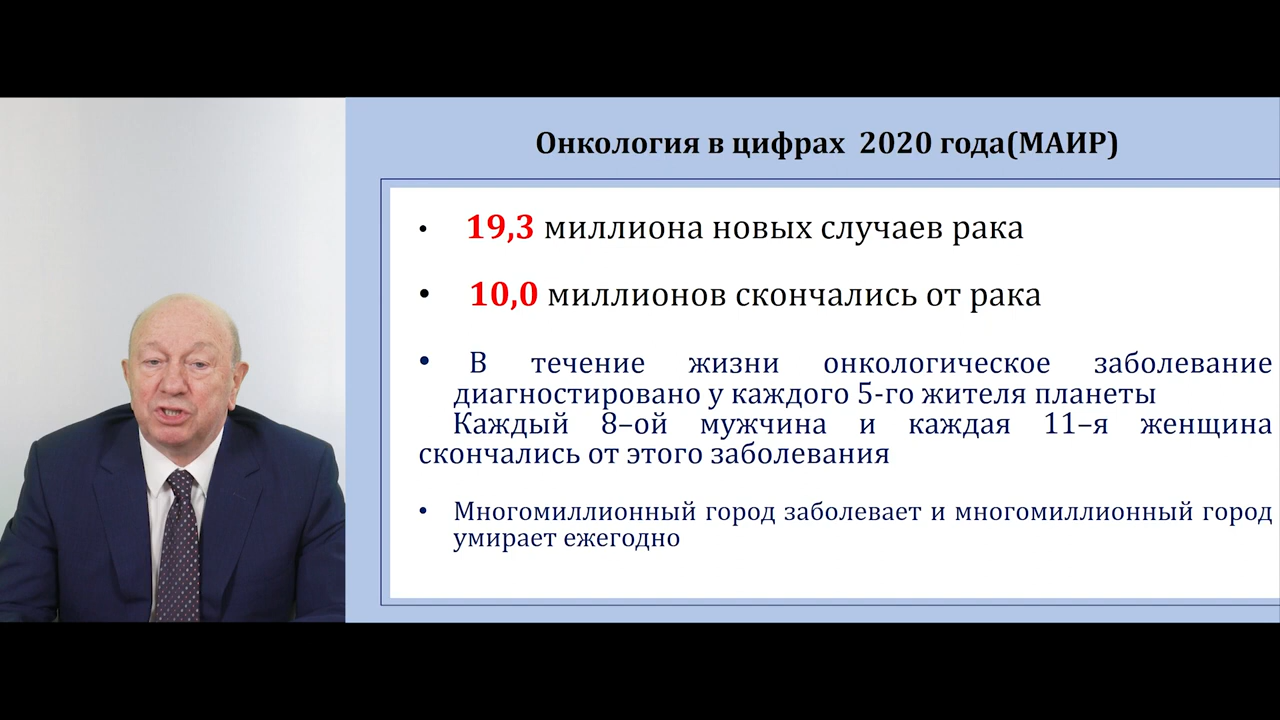 Онкология в цифрах 2020 года(МАИР)
• 19,3 миллиона новых случаев рака
• 10,0 миллионов скончались от рака
• В течение жизни онкологическое заболевание
диагностировано у каждого 5-го жителя планеты
Каждый 8–ой мужчина и каждая 11–я женщина
скончались от этого заболевания
• Многомиллионный город заболевает и многомиллионный город
умирает ежегодно